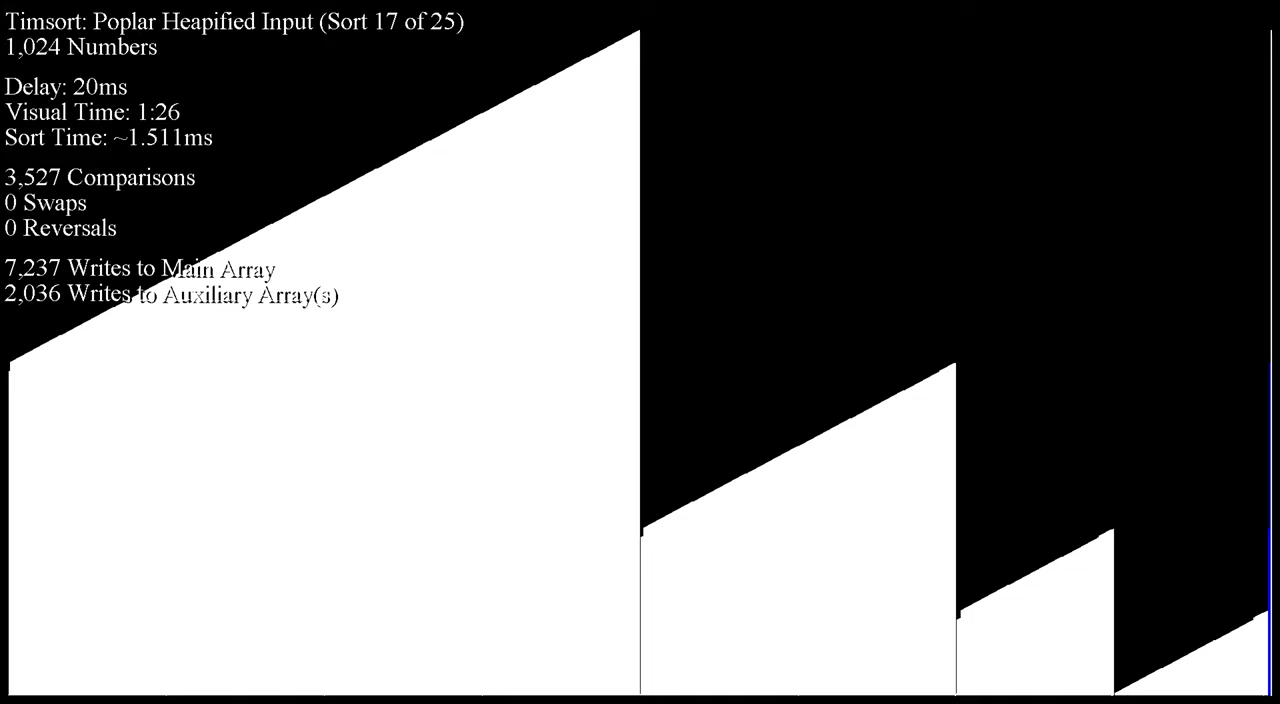 Timsort: Poplar Heapified Input (Sort 17 of 25)
1,024 Numbers
Delay: 20ms
Visual Time: 1:26
Sort Time: ~1.511ms
3,527 Comparisons
0 Swaps
0 Reversals
7,237 Writes to Main Array
2,036 Writes to Auxiliary Array(s)